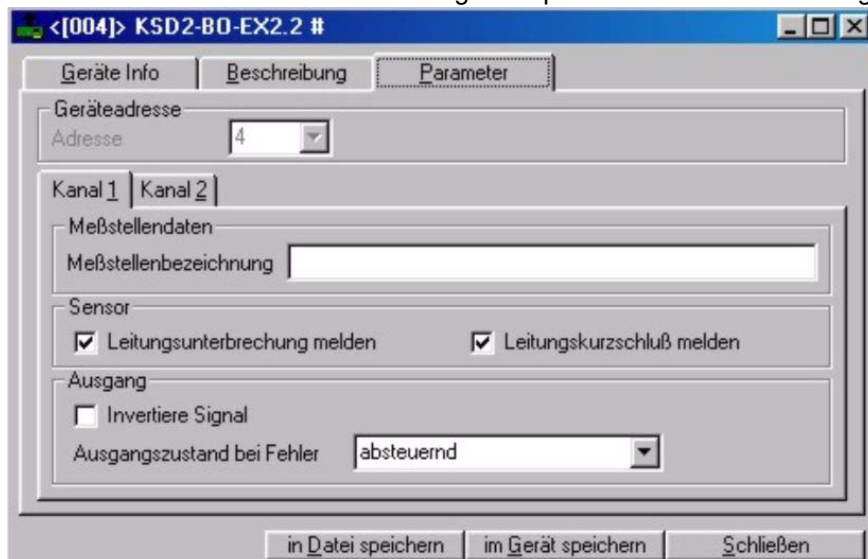 <[004]> KSD2-BO-EX2.2 #
Geräte Info Beschreibung Parameter
Geräteadresse
Adresse 4
Kanal 1 Kanal 2
Meßstellendaten
Meßstellenbezeichnung
Sensor
Leitungsunterbrechung melden Leitungskurzschluß melden
Ausgang
Invertiere Signal
Ausgangszustand bei Fehler absteuernd
in Datei speichern im Gerät speichern Schließen